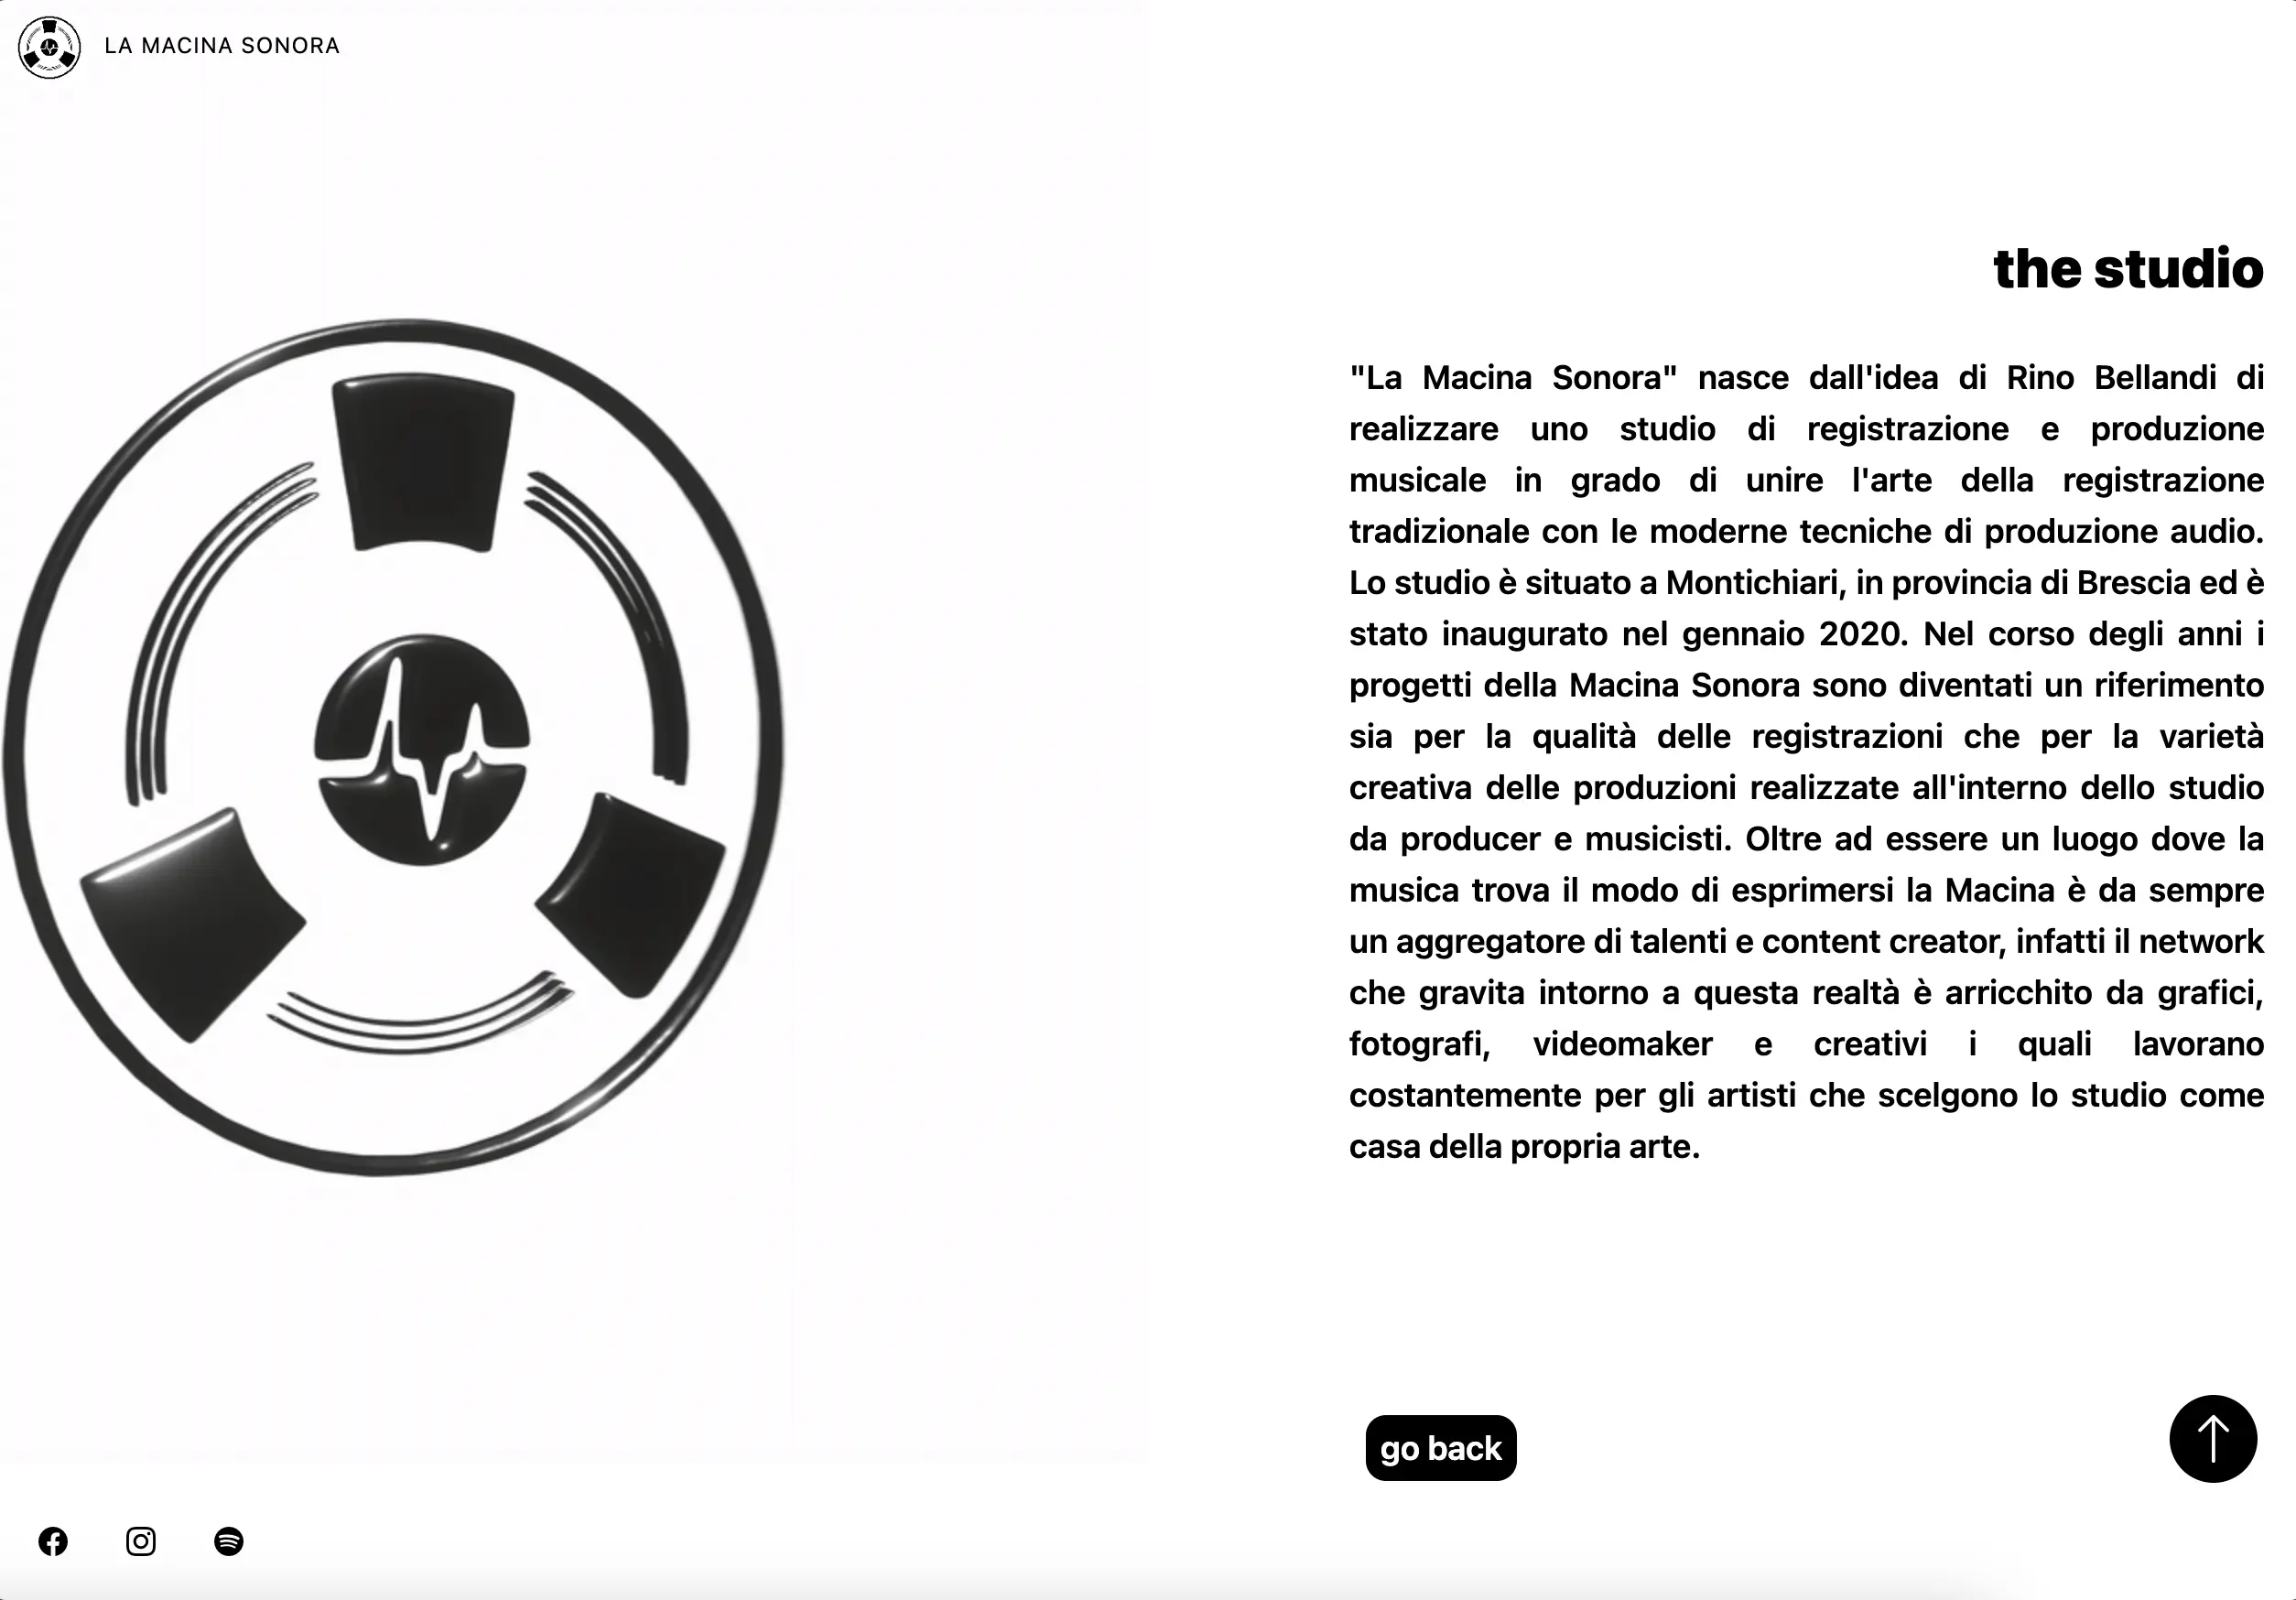 LA MACINA SONORA
the studio
"La Macina Sonora" nasce dall'idea di Rino Bellandi di
realizzare uno studio di registrazione e produzione
musicale in grado di unire l'arte della registrazione
tradizionale con le moderne tecniche di produzione audio.
Lo studio è situato a Montichiari, in provincia di Brescia ed è
stato inaugurato nel gennaio 2020. Nel corso degli anni i
progetti della Macina Sonora sono diventati un riferimento
sia per la qualità delle registrazioni che per la varietà
creativa delle produzioni realizzate all'interno dello studio
da producer e musicisti. Oltre ad essere un luogo dove la
musica trova il modo di esprimersi la Macina è da sempre
un aggregatore di talenti e content creator, infatti il network
che gravita intorno a questa realtà è arricchito da grafici,
fotografi, videomaker e creativi i quali lavorano
costantemente per gli artisti che scelgono lo studio come
casa della propria arte.
go back